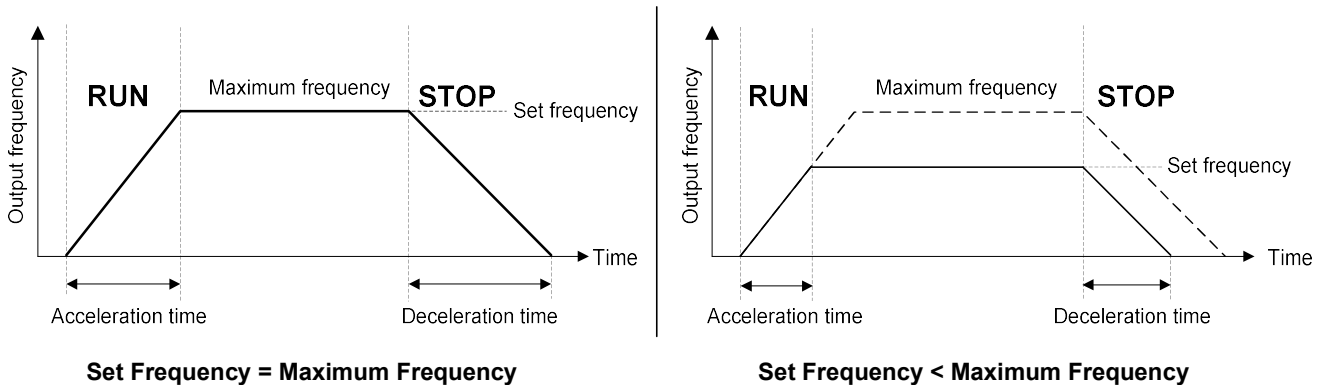 Output frequency
RUN
Maximum frequency
STOP
Set frequency
Time
Acceleration time
Deceleration time
Set Frequency = Maximum Frequency
Output frequency
RUN
Maximum frequency
STOP
Set frequency
Time
Acceleration time
Deceleration time
Set Frequency < Maximum Frequency